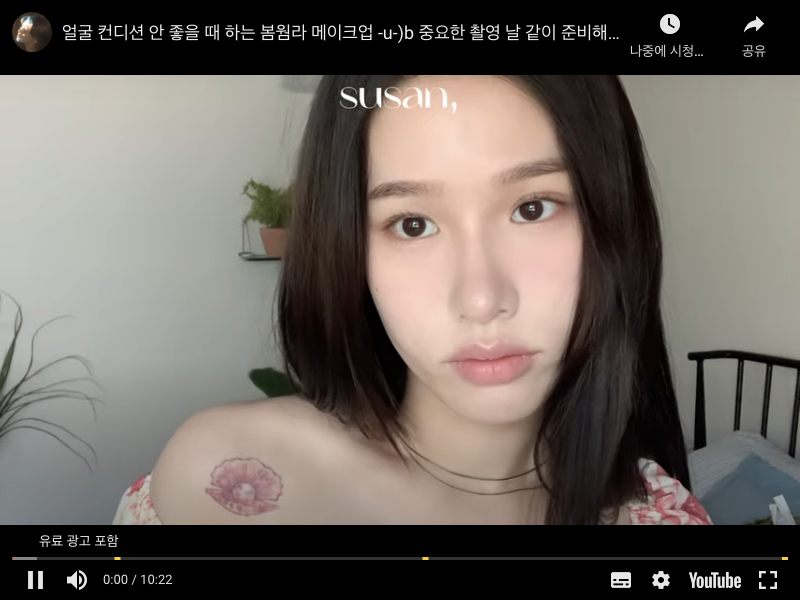 얼굴 컨디션 안 좋을 때 하는 봄웜라 메이크업 -u-)b 중요한 촬영 날 같이 준비해...
나중에 시청...
공유
susan,
유료 광고 포함
0:00 / 10:22
YouTube